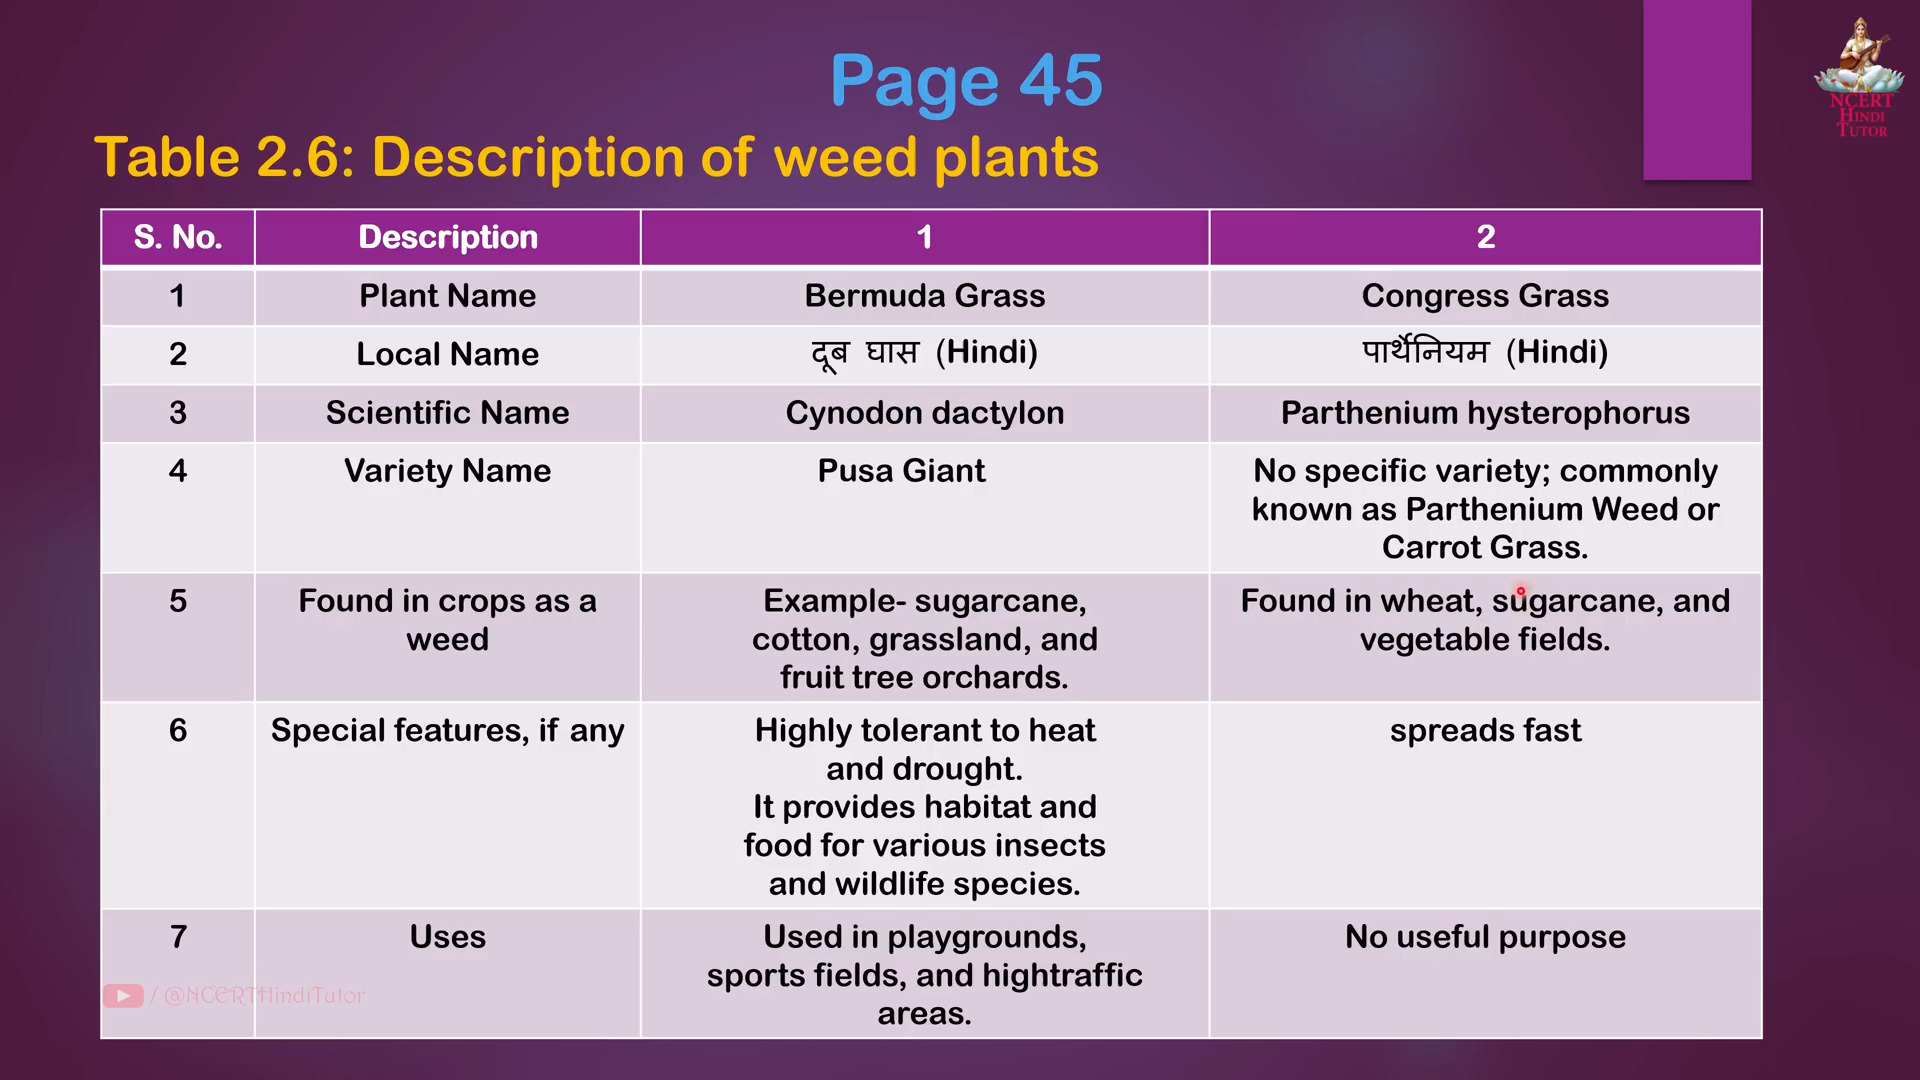 Page 45
NCERT
HINDI
TUTOR
Table 2.6: Description of weed plants
S. No. Description 1 2
1 Plant Name Bermuda Grass Congress Grass
2 Local Name दूब घास (Hindi) पार्थेनियम (Hindi)
3 Scientific Name Cynodon dactylon Parthenium hysterophorus
4 Variety Name Pusa Giant No specific variety; commonly
known as Parthenium Weed or
Carrot Grass.
5 Found in crops as a
weed
Example- sugarcane,
cotton, grassland, and
fruit tree orchards.
Found in wheat, sugarcane, and
vegetable fields.
6 Special features, if any
Highly tolerant to heat
and drought.
It provides habitat and
food for various insects
and wildlife species.
spreads fast
7 Uses
Used in playgrounds,
sports fields, and hightraffic
areas.
No useful purpose
/ @NCERTHindiTutor